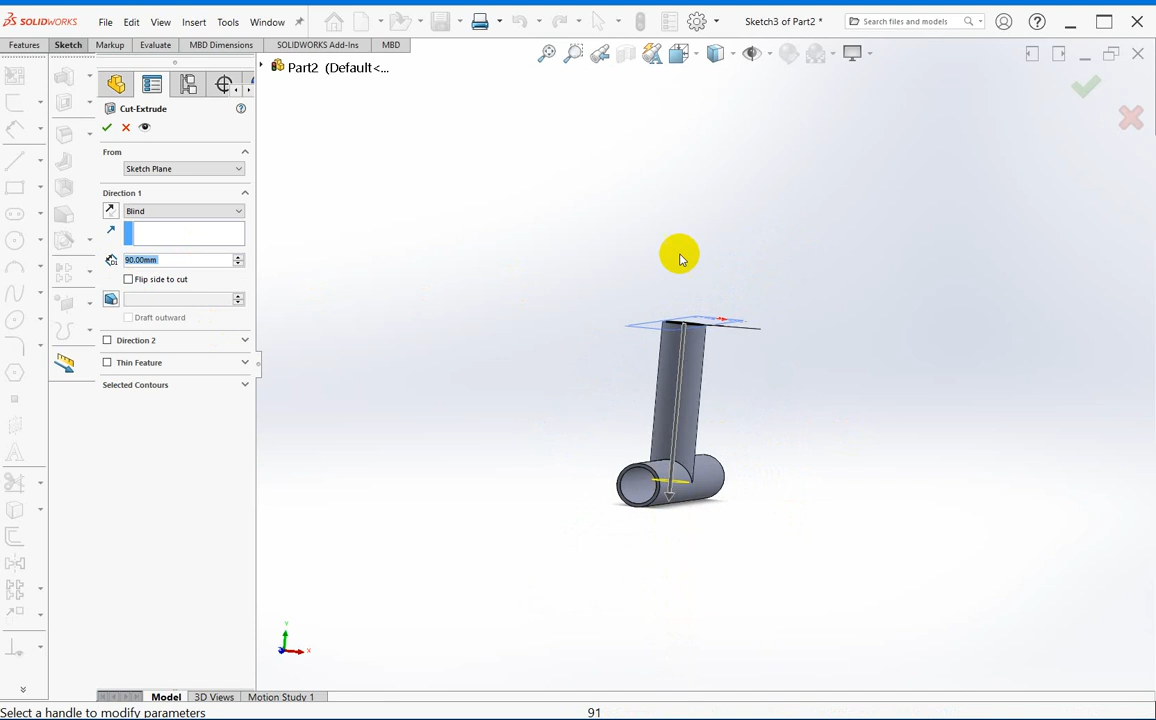 SOLIDWORKS File Edit View Insert Tools Window Sketch3 of Part2 * Search files and models
Features Sketch Markup Evaluate MBD Dimensions SOLIDWORKS Add-Ins MBD
Part2 (Default<...
Cut-Extrude
From
Sketch Plane
Direction 1
Blind
90.00mm
Flip side to cut
Draft outward
Direction 2
Thin Feature
Selected Contours
Y
X
Model 3D Views Motion Study 1
Select a handle to modify parameters 91